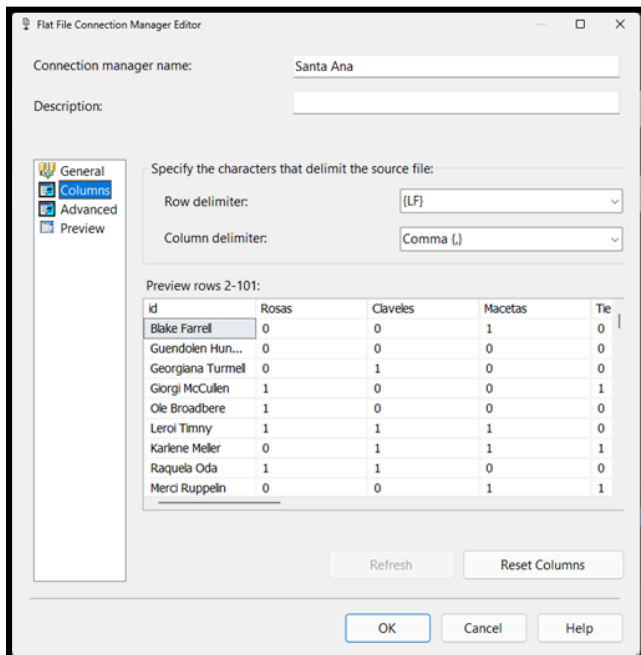 Flat File Connection Manager Editor
Connection manager name: Santa Ana
Description:
General
Columns
Advanced
Preview
Specify the characters that delimit the source file:
Row delimiter: {LF}
Column delimiter: Comma {,}
Preview rows 2-101:
id Rosas Claveles Macetas Tie
Blake Farrell 0 0 1 0
Guendolen Hun... 0 0 0 0
Georgiana Turmell 0 1 0 0
Giorgi McCullen 1 0 0 1
Ole Broadbere 1 0 0 0
Leroi Timny 1 1 1 0
Karlene Meller 0 1 1 1
Raquela Oda 1 1 0 0
Merci Ruppelin 0 0 1 1
Refresh Reset Columns
OK Cancel Help